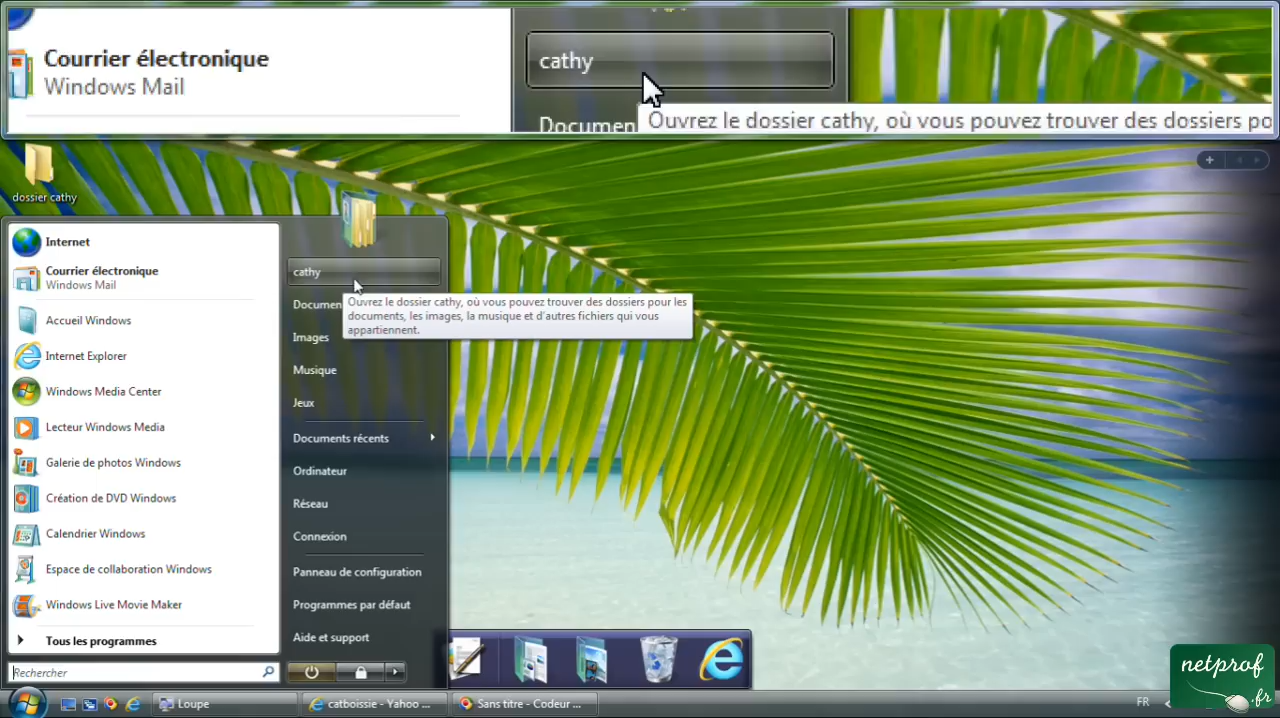 Courrier électronique
Windows Mail
cathy
Documen
Ouvrez le dossier cathy, où vous pouvez trouver des dossiers po
dossier cathy
Internet
Courrier électronique
Windows Mail
Accueil Windows
Internet Explorer
Windows Media Center
Lecteur Windows Media
Galerie de photos Windows
Création de DVD Windows
Calendrier Windows
Espace de collaboration Windows
Windows Live Movie Maker
Tous les programmes
Rechercher
cathy
Documen
Ouvrez le dossier cathy, où vous pouvez trouver des dossiers pour les
documents, les images, la musique et d'autres fichiers qui vous
appartiennent.
Images
Musique
Jeux
Documents récents
Ordinateur
Réseau
Connexion
Panneau de configuration
Programmes par défaut
Aide et support
Loupe
catboissie - Yahoo ...
Sans titre - Codeur ...
FR
netprof
.fr